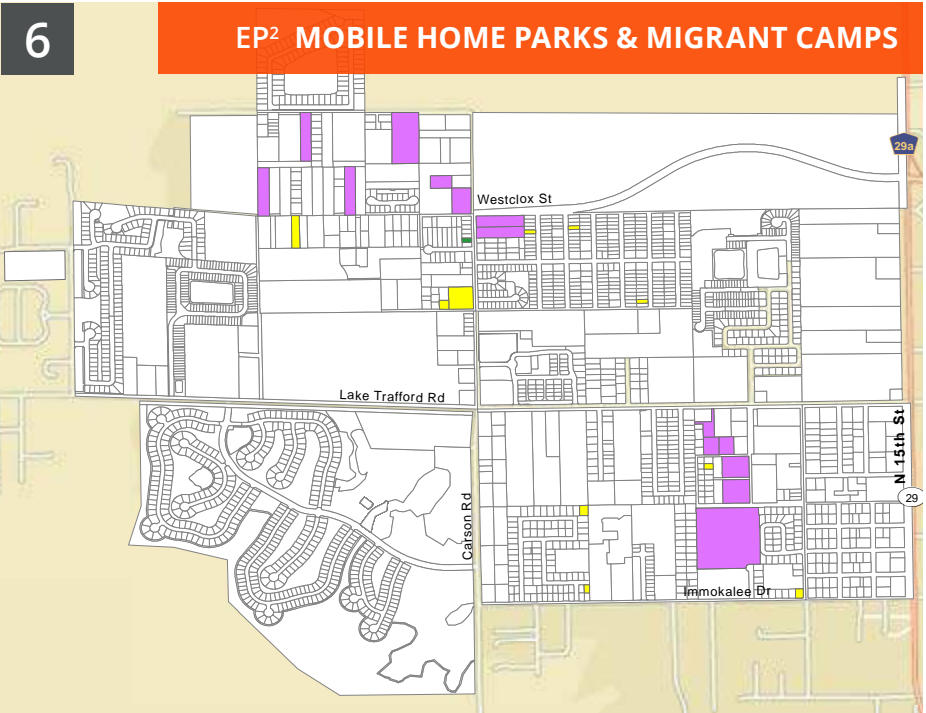 6
EP² MOBILE HOME PARKS & MIGRANT CAMPS
29a
Westclox St
Lake Trafford Rd
N 15th St
29
Carson Rd
Immokalee Dr